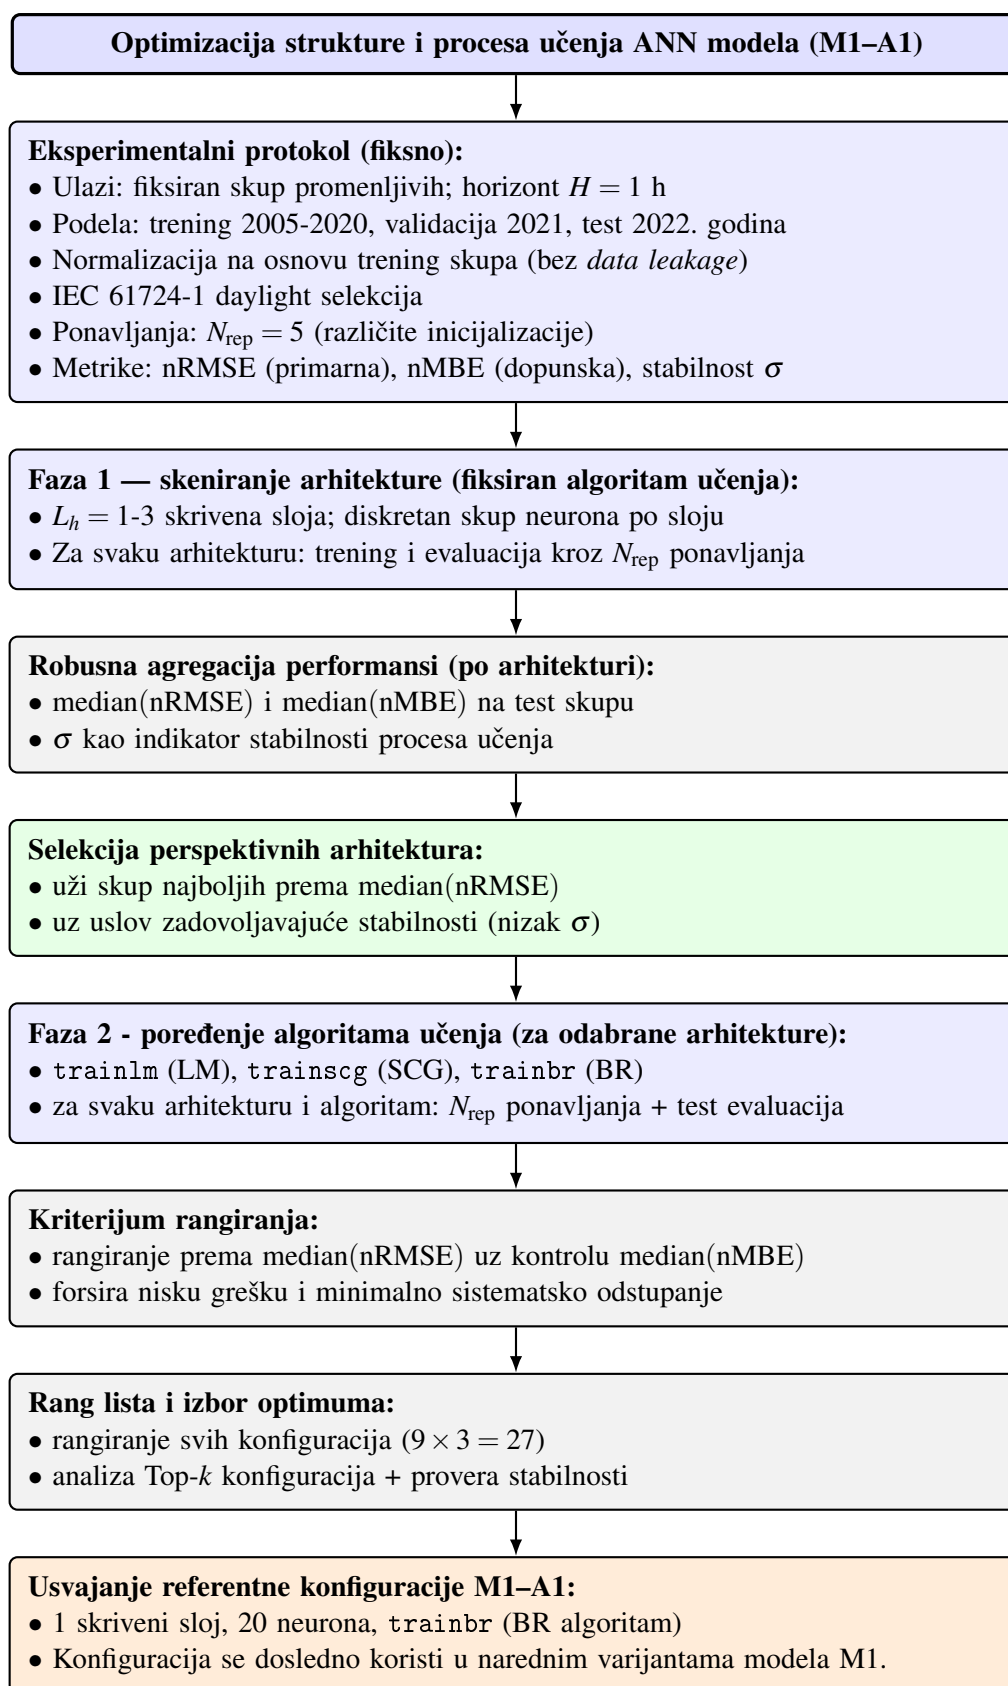 Optimizacija strukture i procesa učenja ANN modela (M1–A1)
Eksperimentalni protokol (fiksno):
• Ulazi: fiksiran skup promenljivih; horizont H = 1 h
• Podela: trening 2005-2020, validacija 2021, test 2022. godina
• Normalizacija na osnovu trening skupa (bez data leakage)
• IEC 61724-1 daylight selekcija
• Ponavljanja: N_rep = 5 (različite inicijalizacije)
• Metrike: nRMSE (primarna), nMBE (dopunska), stabilnost σ
Faza 1 — skeniranje arhitekture (fiksiran algoritam učenja):
• L_h = 1-3 skrivena sloja; diskretan skup neurona po sloju
• Za svaku arhitekturu: trening i evaluacija kroz N_rep ponavljanja
Robusna agregacija performansi (po arhitekturi):
• median(nRMSE) i median(nMBE) na test skupu
• σ kao indikator stabilnosti procesa učenja
Selekcija perspektivnih arhitektura:
• uži skup najboljih prema median(nRMSE)
• uz uslov zadovoljavajuće stabilnosti (nizak σ)
Faza 2 - poređenje algoritama učenja (za odabrane arhitekture):
• trainlm (LM), trainscg (SCG), trainbr (BR)
• za svaku arhitekturu i algoritam: N_rep ponavljanja + test evaluacija
Kriterijum rangiranja:
• rangiranje prema median(nRMSE) uz kontrolu median(nMBE)
• forsira nisku grešku i minimalno sistematsko odstupanje
Rang lista i izbor optimuma:
• rangiranje svih konfiguracija (9 × 3 = 27)
• analiza Top-k konfiguracija + provera stabilnosti
Usvajanje referentne konfiguracije M1–A1:
• 1 skriveni sloj, 20 neurona, trainbr (BR algoritam)
• Konfiguracija se dosledno koristi u narednim varijantama modela M1.